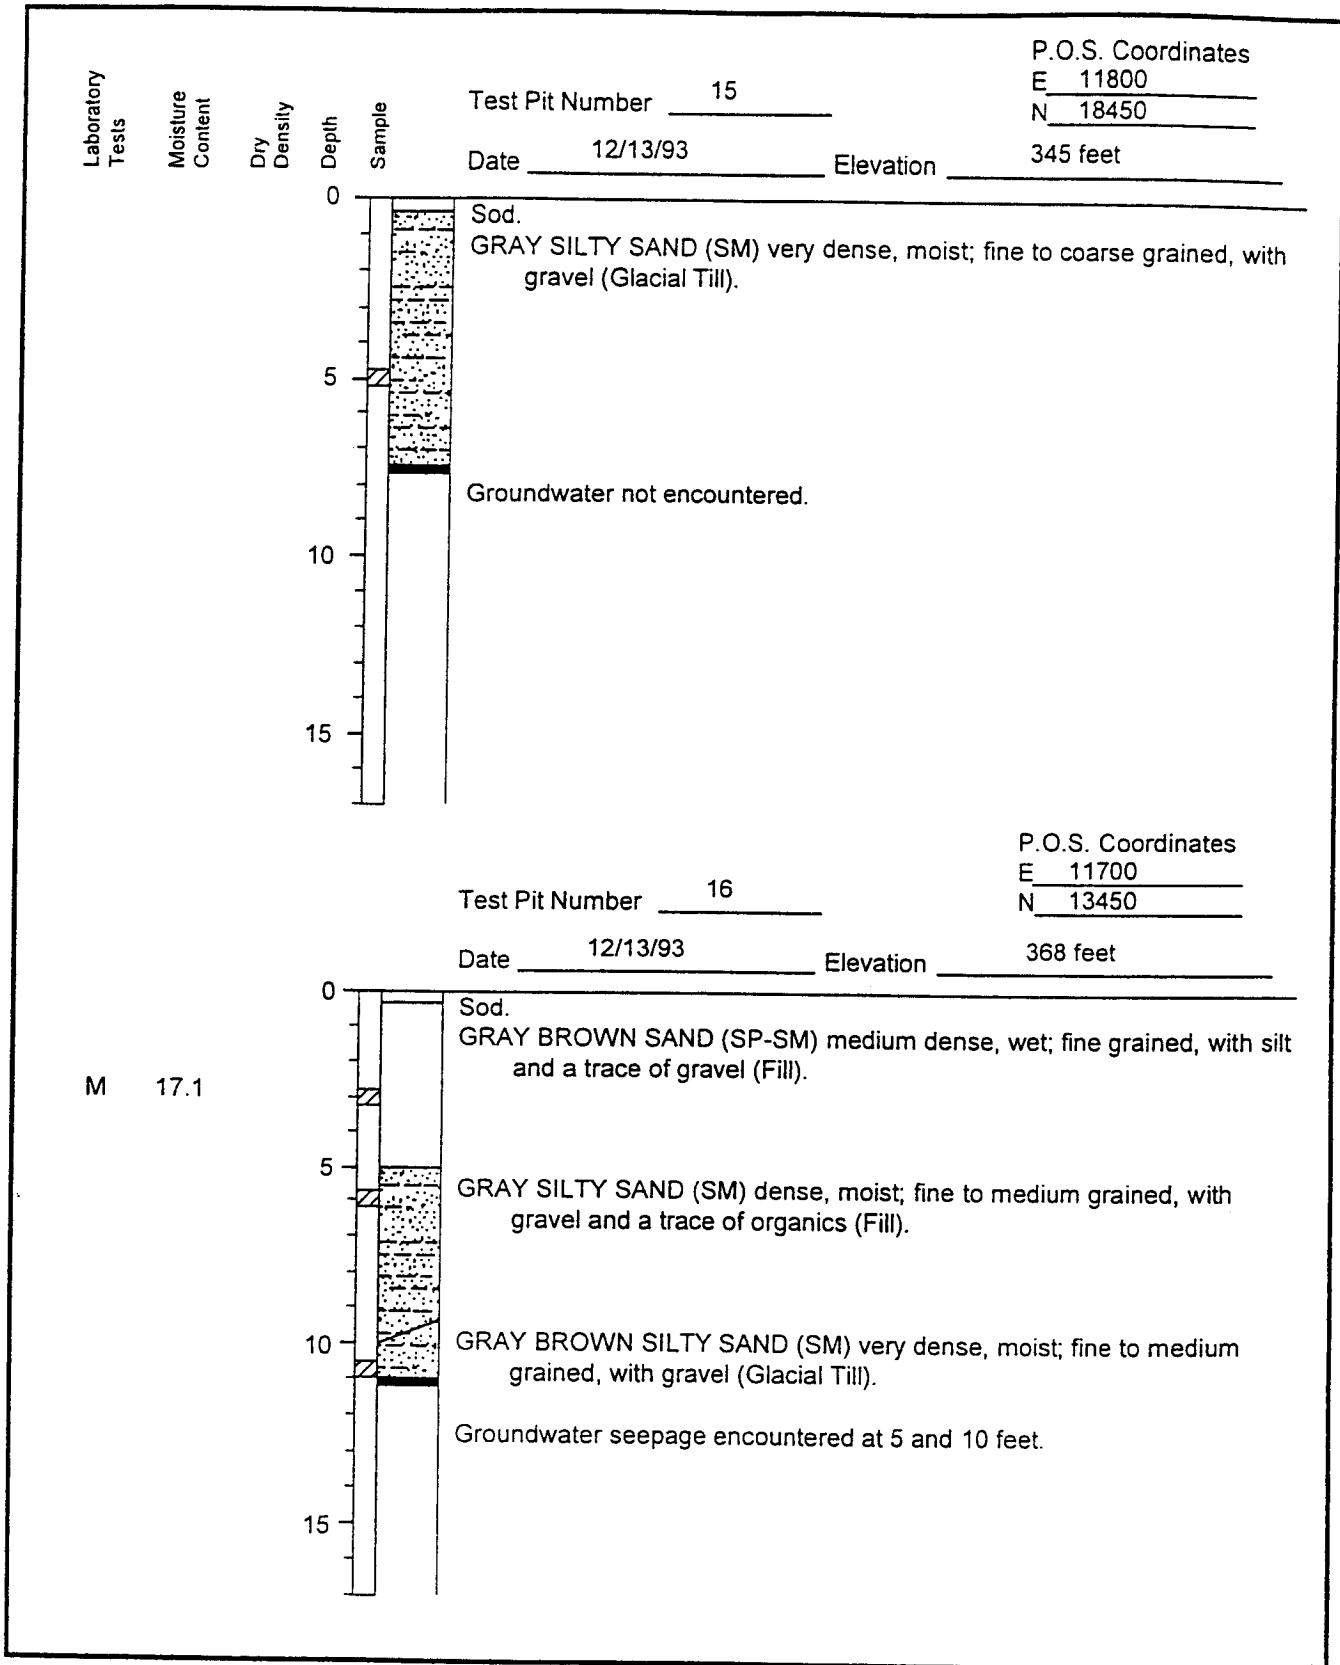 P.O.S. Coordinates
Laboratory Tests
Moisture Content
Dry Density
Depth
Sample
Test Pit Number 15
E 11800
N 18450
Date 12/13/93 Elevation 345 feet
0
Sod.
GRAY SILTY SAND (SM) very dense, moist; fine to coarse grained, with
gravel (Glacial Till).
5
Groundwater not encountered.
10
15
P.O.S. Coordinates
E 11700
Test Pit Number 16
N 13450
Date 12/13/93 Elevation 368 feet
0
Sod.
GRAY BROWN SAND (SP-SM) medium dense, wet; fine grained, with silt
and a trace of gravel (Fill).
M 17.1
5
GRAY SILTY SAND (SM) dense, moist; fine to medium grained, with
gravel and a trace of organics (Fill).
10
GRAY BROWN SILTY SAND (SM) very dense, moist; fine to medium
grained, with gravel (Glacial Till).
Groundwater seepage encountered at 5 and 10 feet.
15